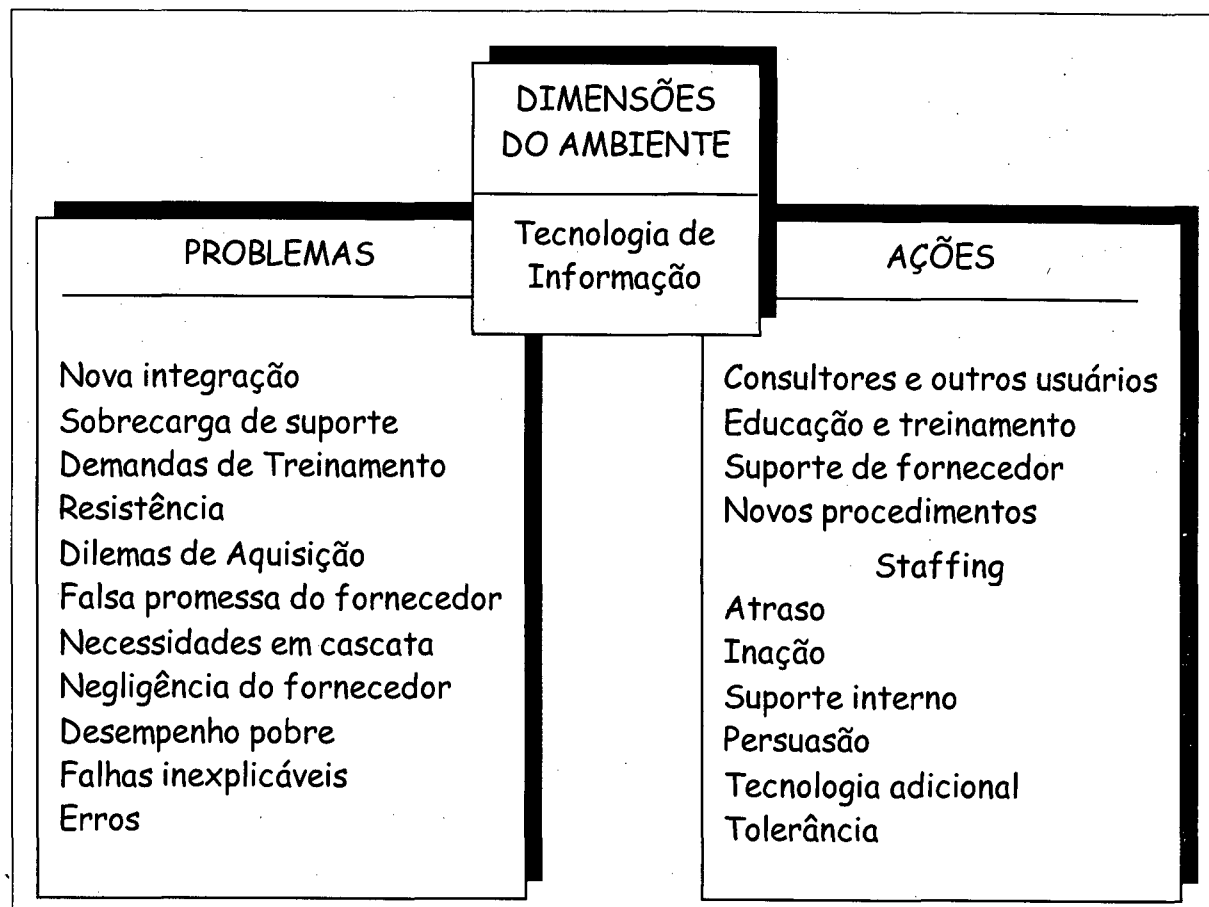 DIMENSÕES
DO AMBIENTE
Tecnologia de
Informação
PROBLEMAS
Nova integração
Sobrecarga de suporte
Demandas de Treinamento
Resistência
Dilemas de Aquisição
Falsa promessa do fornecedor
Necessidades em cascata
Negligência do fornecedor
Desempenho pobre
Falhas inexplicáveis
Erros
AÇÕES
Consultores e outros usuários
Educação e treinamento
Suporte de fornecedor
Novos procedimentos
Staffing
Atraso
Inação
Suporte interno
Persuasão
Tecnologia adicional
Tolerância